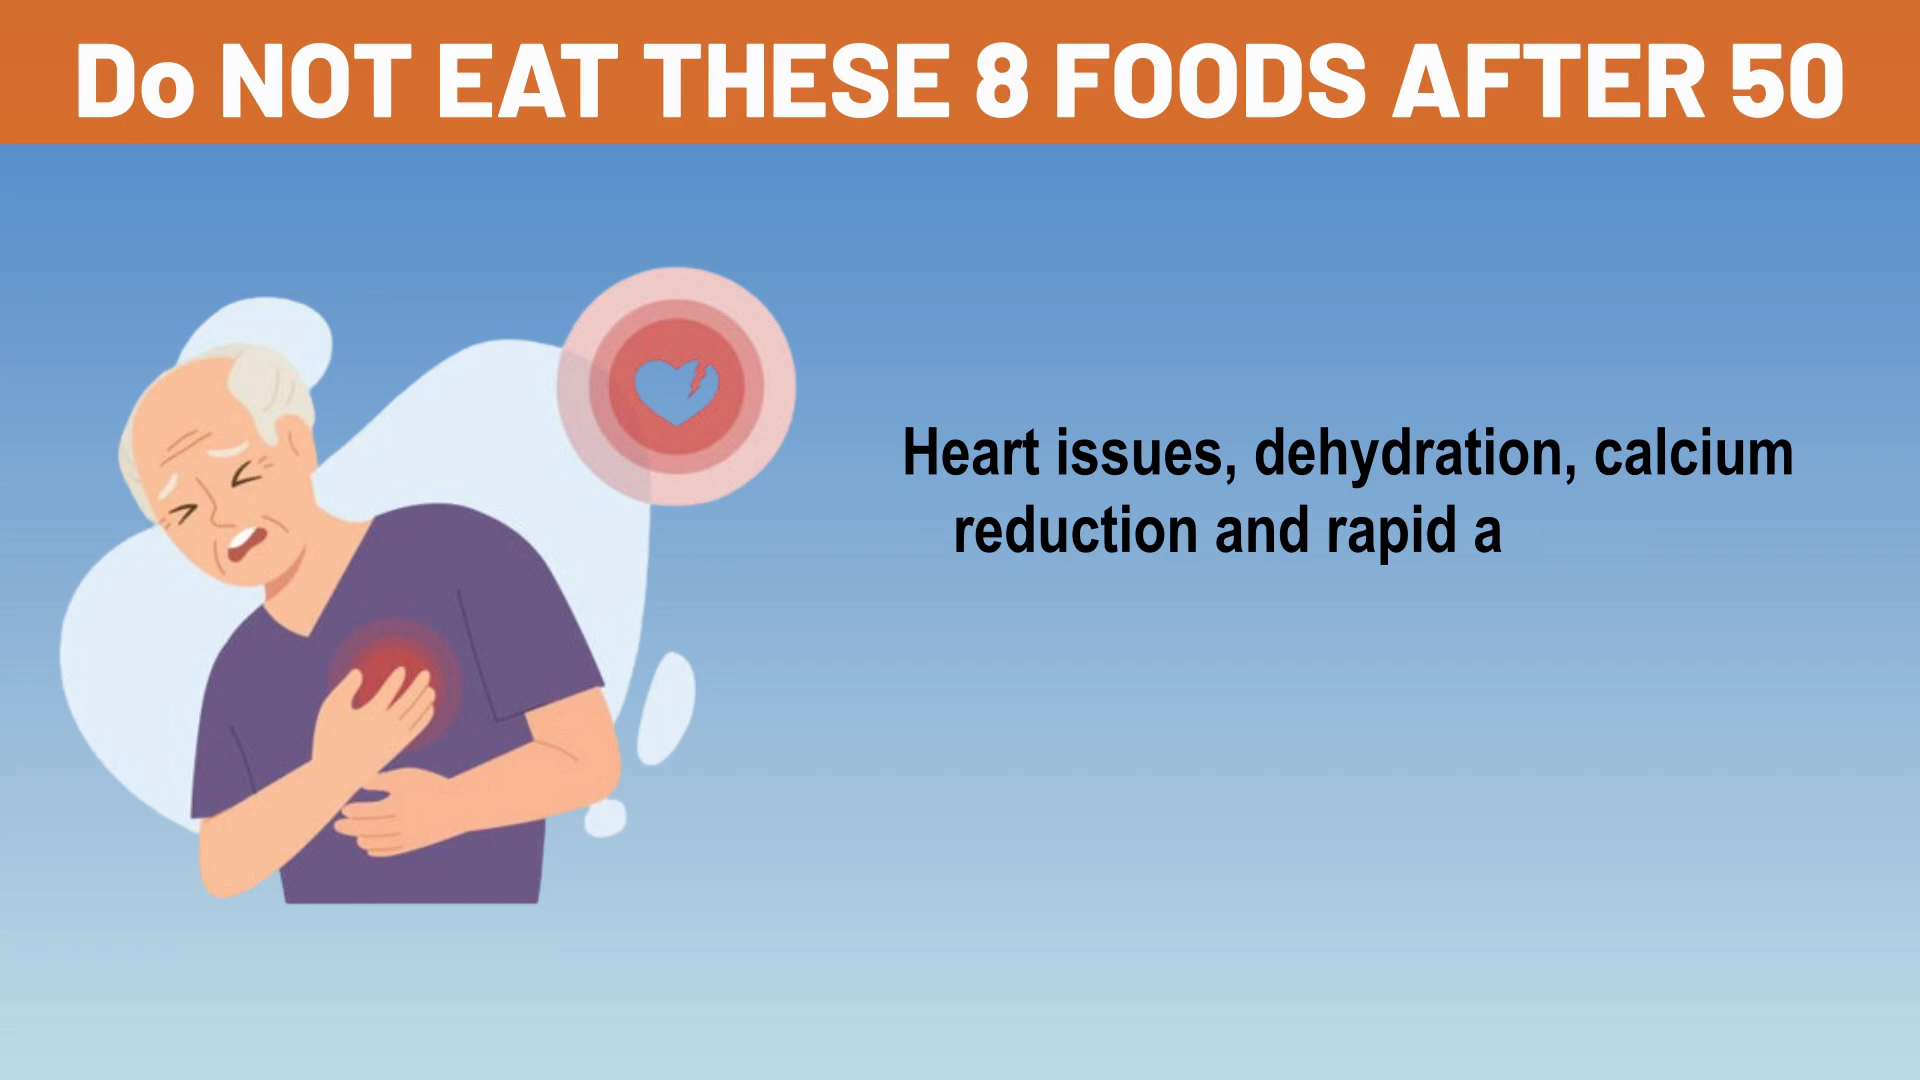 Do NOT EAT THESE 8 FOODS AFTER 50
Heart issues, dehydration, calcium
reduction and rapid a